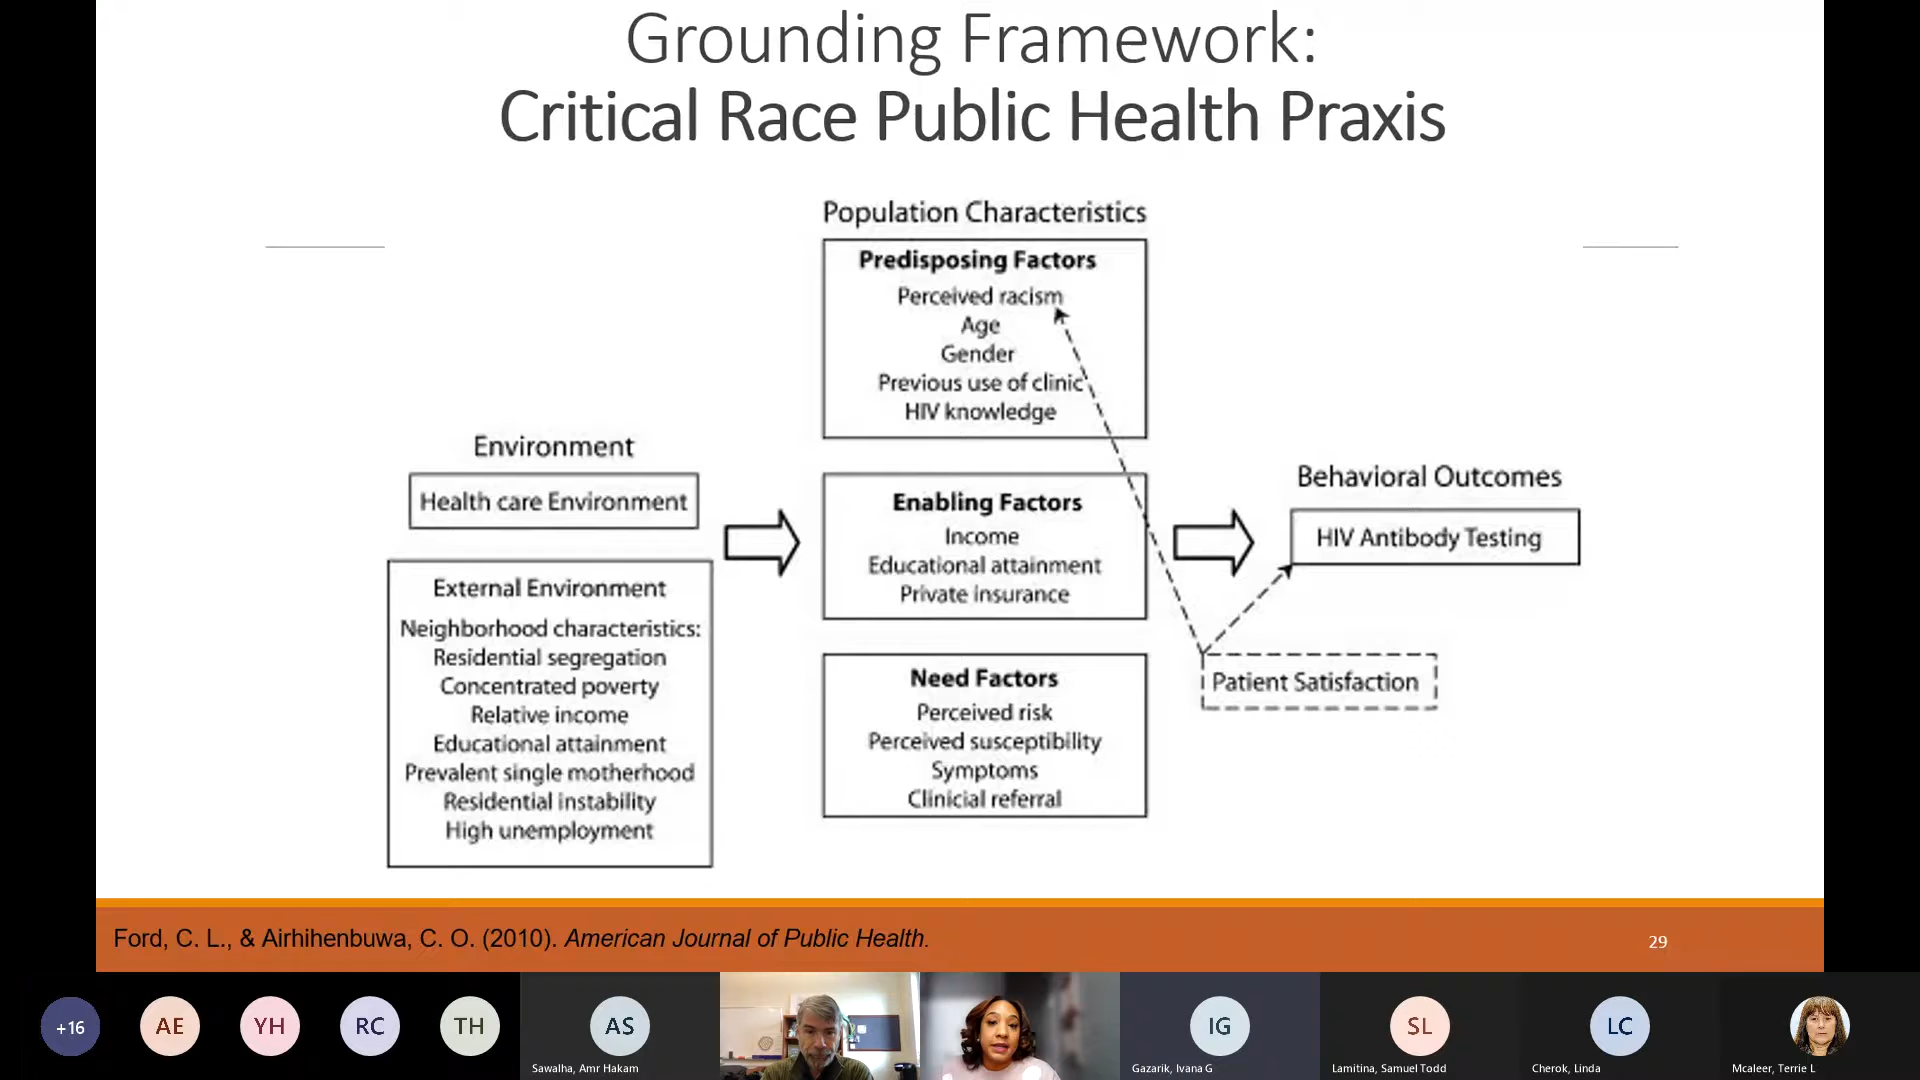 Grounding Framework:
Critical Race Public Health Praxis
Population Characteristics
Predisposing Factors
Perceived racism
Age
Gender
Previous use of clinic
HIV knowledge
Environment
Health care Environment
External Environment
Neighborhood characteristics:
Residential segregation
Concentrated poverty
Relative income
Educational attainment
Prevalent single motherhood
Residential instability
High unemployment
Enabling Factors
Income
Educational attainment
Private insurance
Need Factors
Perceived risk
Perceived susceptibility
Symptoms
Clinicial referral
Behavioral Outcomes
HIV Antibody Testing
Patient Satisfaction
Ford, C. L., & Airhihenbuwa, C. O. (2010). American Journal of Public Health.
29
+16
AE
YH
RC
TH
AS
Sawalha, Amr Hakam
IG
Gazarik, Ivana G
SL
Lamitina, Samuel Todd
LC
Cherok, Linda
Mcaleer, Terrie L